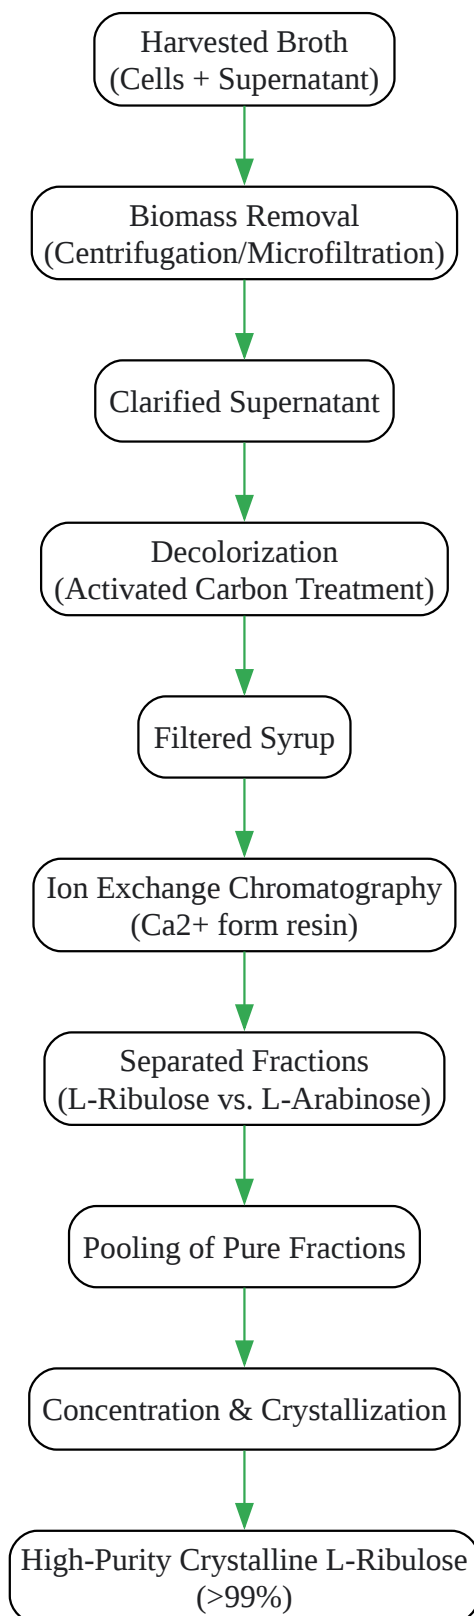 Harvested Broth
(Cells + Supernatant)
Biomass Removal
(Centrifugation/Microfiltration)
Clarified Supernatant
Decolorization
(Activated Carbon Treatment)
Filtered Syrup
Ion Exchange Chromatography
(Ca2+ form resin)
Separated Fractions
(L-Ribulose vs. L-Arabinose)
Pooling of Pure Fractions
Concentration & Crystallization
High-Purity Crystalline L-Ribulose
(>99%)